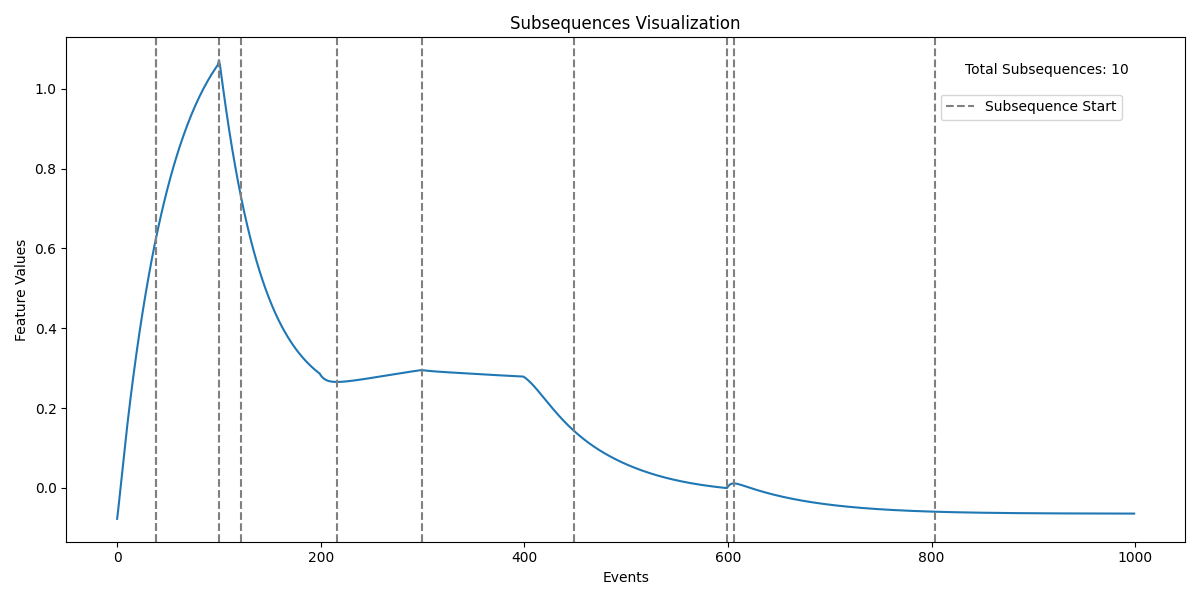 Subsequences Visualization
Total Subsequences: 10
Subsequence Start
Feature Values
1.0
0.8
0.6
0.4
0.2
0.0
0
200
400
600
800
1000
Events